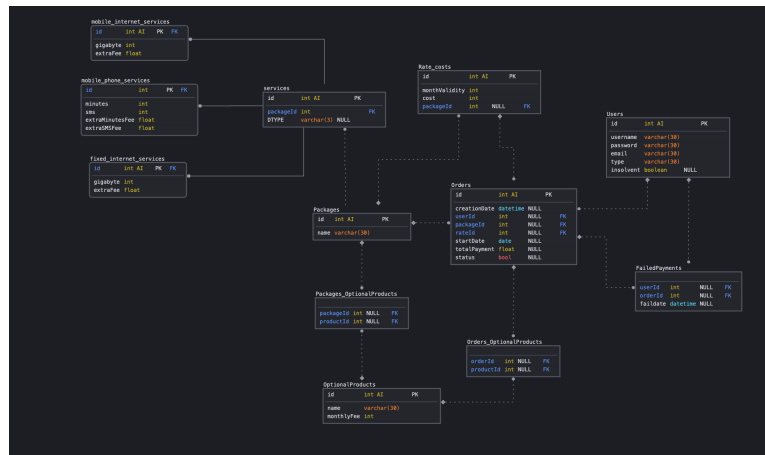 mobile_internet_services
id int AI PK FK
gigabyte int
extraFee float
mobile_phone_services
id int PK FK
minutes int
sms int
extraMinutesFee float
extraSMSFee float
fixed_internet_services
id int AI PK FK
gigabyte int
extraFee float
services
id int AI PK
packageId int FK
DTYPE varchar(3) NULL
Rate_costs
id int AI PK
monthValidity int
cost int
packageId int NULL FK
Users
id int AI PK
username varchar(30)
password varchar(30)
email varchar(30)
type varchar(30)
insolvent boolean NULL
Packages
id int AI PK
name varchar(30)
Orders
id int AI PK
creationDate datetime NULL
userId int NULL FK
packageId int NULL FK
rateId int NULL FK
startDate date NULL
totalPayment float NULL
status bool NULL
FailedPayments
userId int NULL FK
orderId int NULL FK
faildate datetime NULL
Packages_OptionalProducts
packageId int NULL FK
productId int NULL FK
Orders_OptionalProducts
orderId int NULL FK
productId int NULL FK
OptionalProducts
id int AI PK
name varchar(30)
monthlyFee int